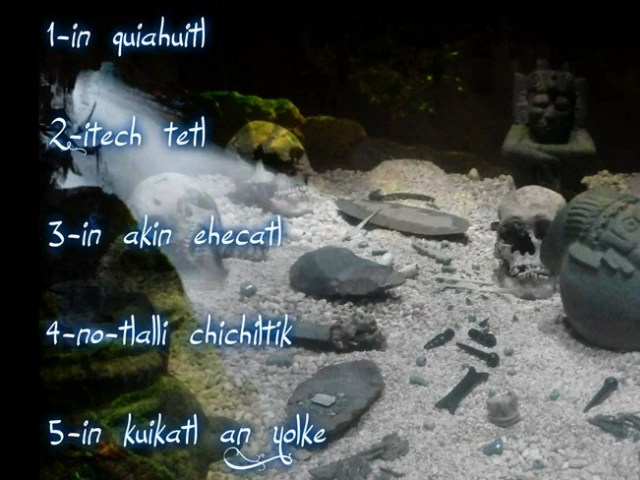 1-in quiahuitl
2-itech tetl
3-in akin ehecatl
4-no-tlalli chichiltik
5-in kuikatl an yolke